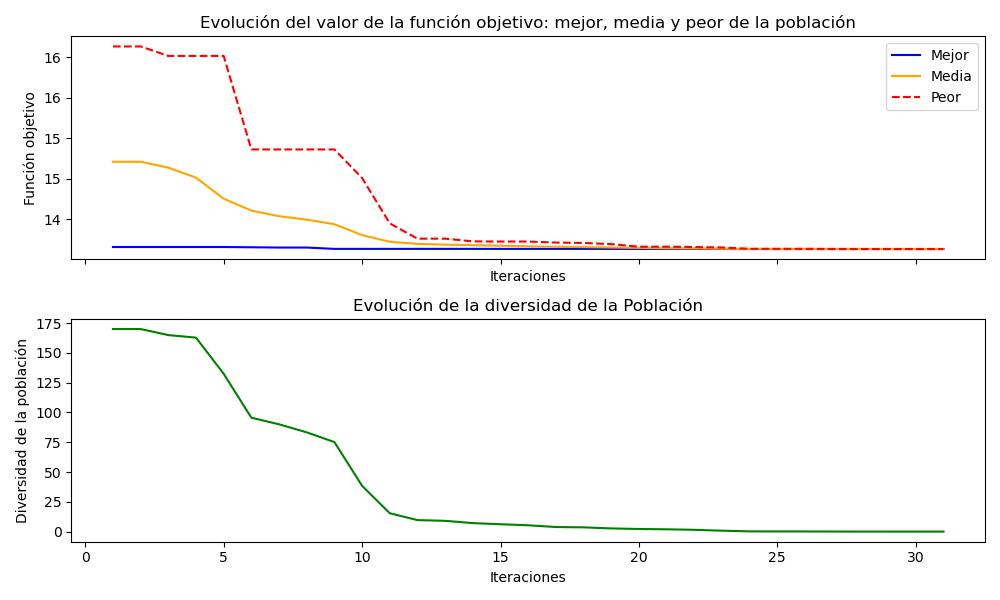 Evolución del valor de la función objetivo: mejor, media y peor de la población
16
16
15
15
14
Función objetivo
Mejor
Media
Peor
Iteraciones
Evolución de la diversidad de la Población
175
150
125
100
75
50
25
0
Diversidad de la población
0 5 10 15 20 25 30
Iteraciones